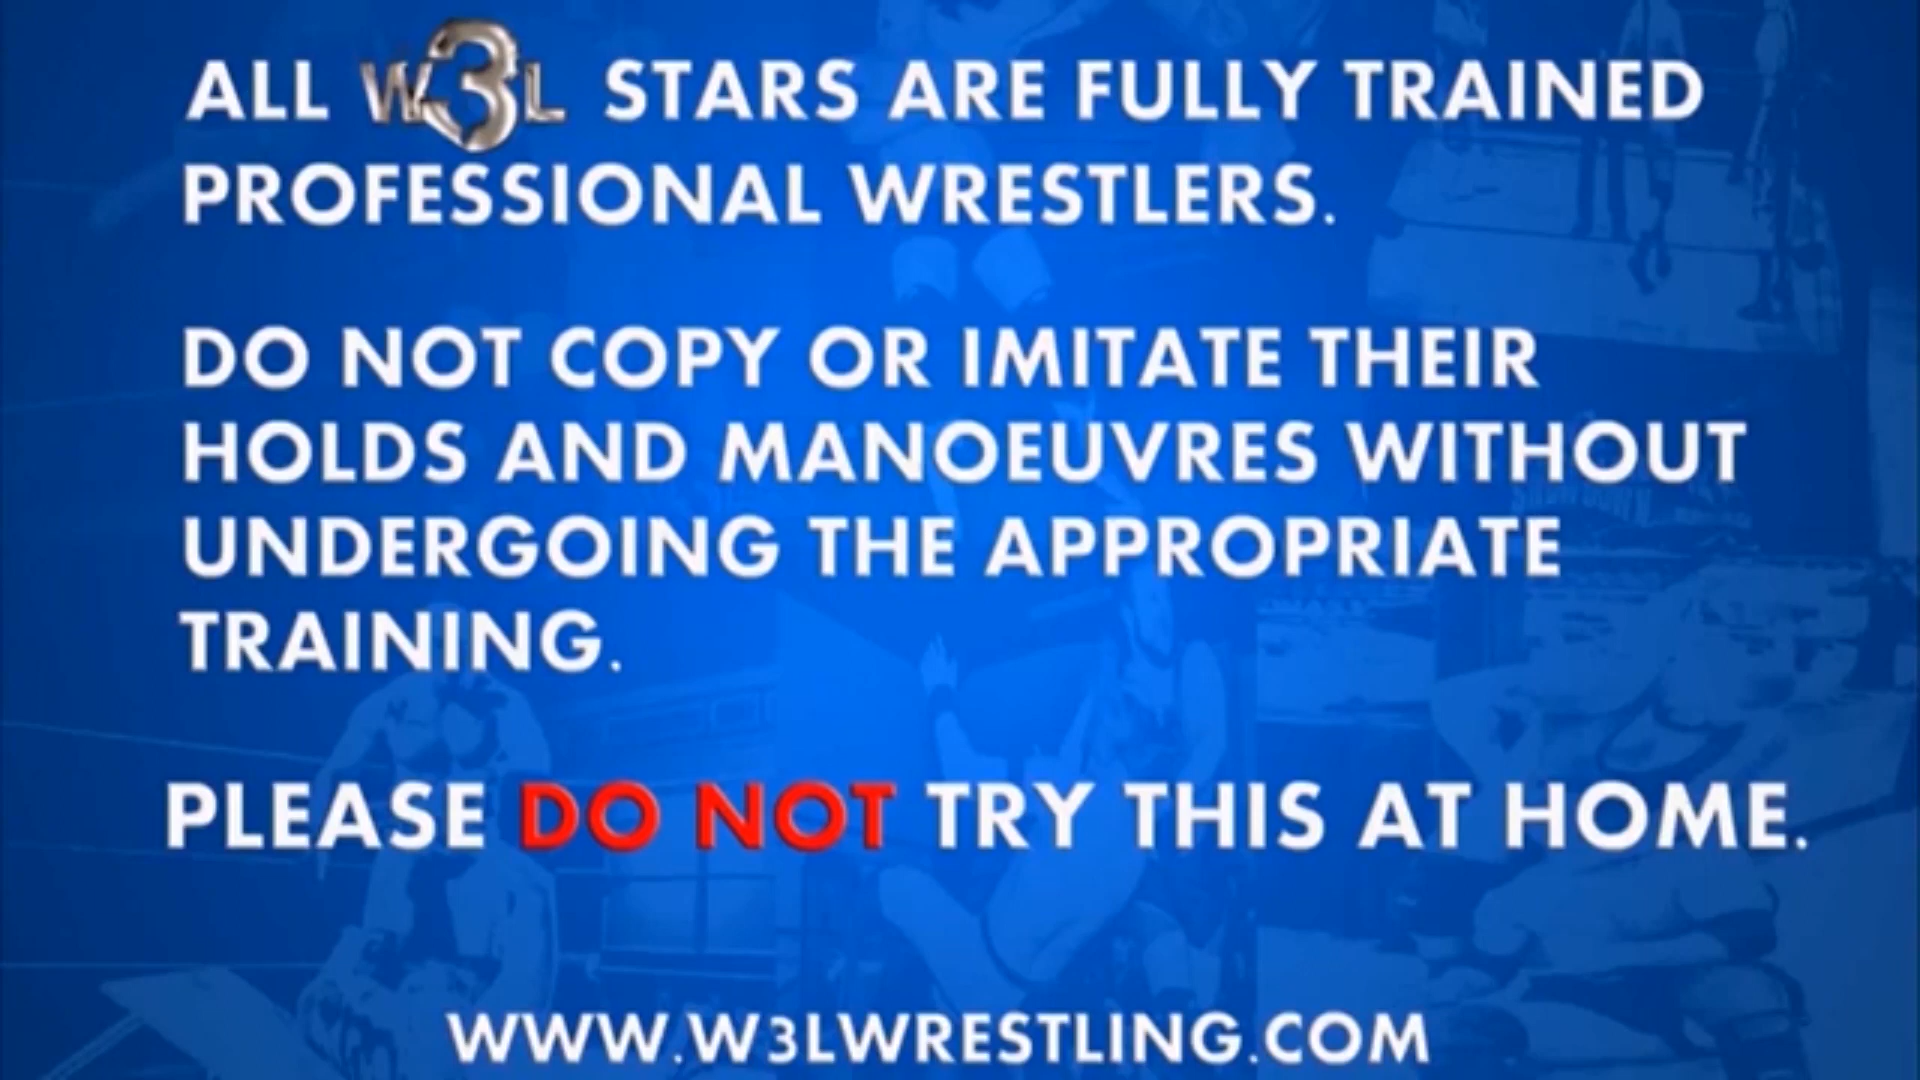 ALL W3L STARS ARE FULLY TRAINED
PROFESSIONAL WRESTLERS.
DO NOT COPY OR IMITATE THEIR
HOLDS AND MANOEUVRES WITHOUT
UNDERGOING THE APPROPRIATE
TRAINING.
PLEASE DO NOT TRY THIS AT HOME.
WWW.W3LWRESTLING.COM